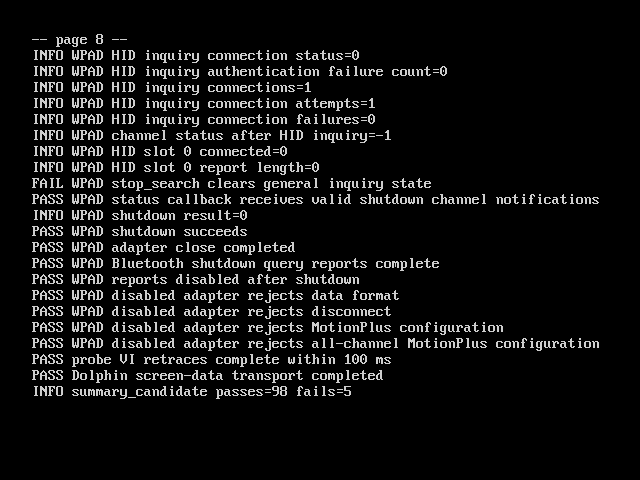 -- page 8 --
INFO WPAD HID inquiry connection status=0
INFO WPAD HID inquiry authentication failure count=0
INFO WPAD HID inquiry connections=1
INFO WPAD HID inquiry connection attempts=1
INFO WPAD HID inquiry connection failures=0
INFO WPAD channel status after HID inquiry=-1
INFO WPAD HID slot 0 connected=0
INFO WPAD HID slot 0 report length=0
FAIL WPAD stop_search clears general inquiry state
PASS WPAD status callback receives valid shutdown channel notifications
INFO WPAD shutdown result=0
PASS WPAD shutdown succeeds
PASS WPAD adapter close completed
PASS WPAD Bluetooth shutdown query reports complete
PASS WPAD reports disabled after shutdown
PASS WPAD disabled adapter rejects data format
PASS WPAD disabled adapter rejects disconnect
PASS WPAD disabled adapter rejects MotionPlus configuration
PASS WPAD disabled adapter rejects all-channel MotionPlus configuration
PASS probe VI retraces complete within 100 ms
PASS Dolphin screen-data transport completed
INFO summary_candidate passes=98 fails=5